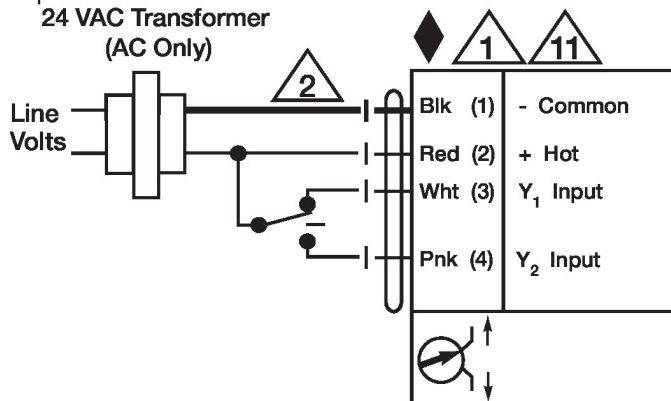 24 VAC Transformer
(AC Only)
Line
Volts
2
1
11
Blk (1) - Common
Red (2) + Hot
Wht (3) Y1 Input
Pnk (4) Y2 Input